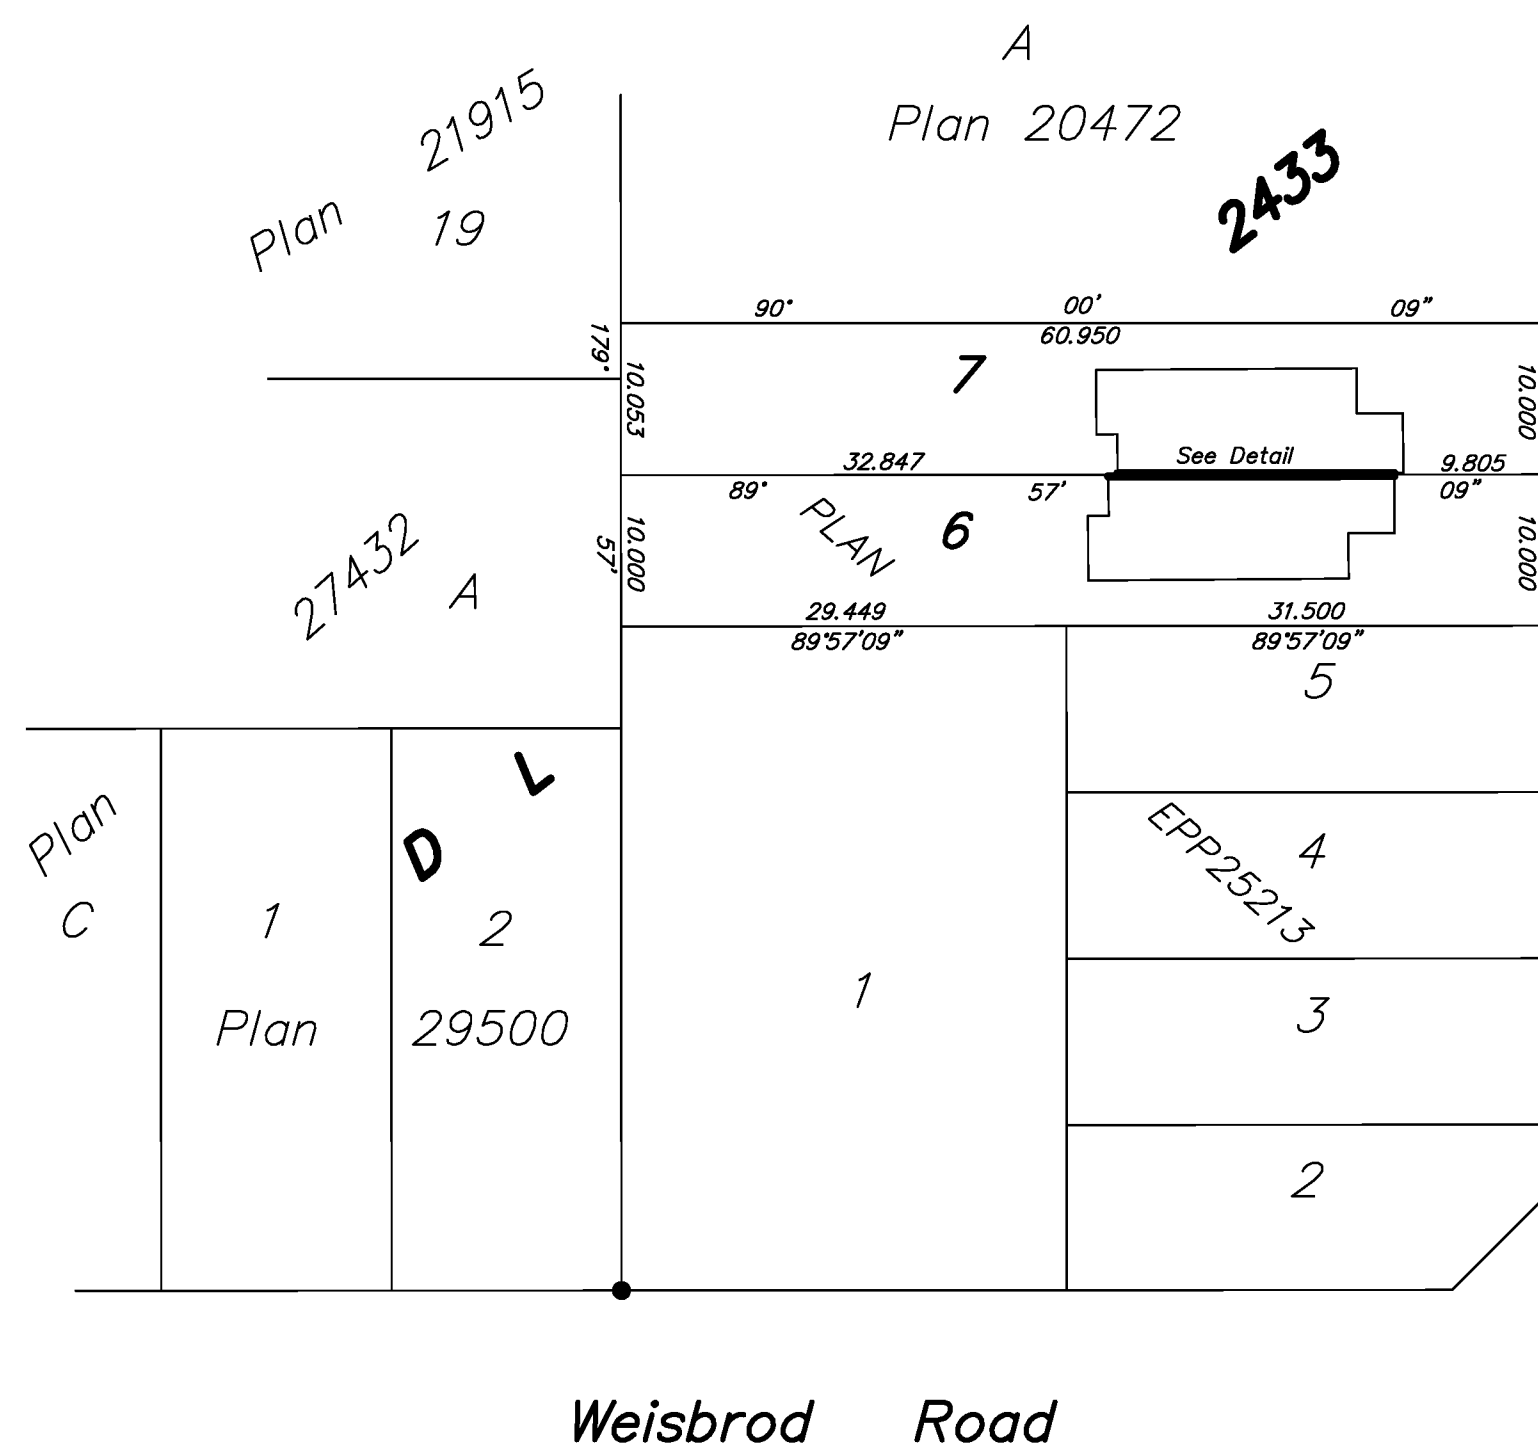 A
Plan 20472
Plan 21915
19
2433
90° 00' 09"
60.950
179° 57'
10.053
7
10.000
See Detail
32.847
9.805
89° 57' 09"
PLAN
6
10.000
10.000
27432
A
29.449
31.500
89°57'09"
89°57'09"
5
D L
Plan
C
1
2
Plan 29500
1
EPP25213
4
3
2
Weisbrod Road